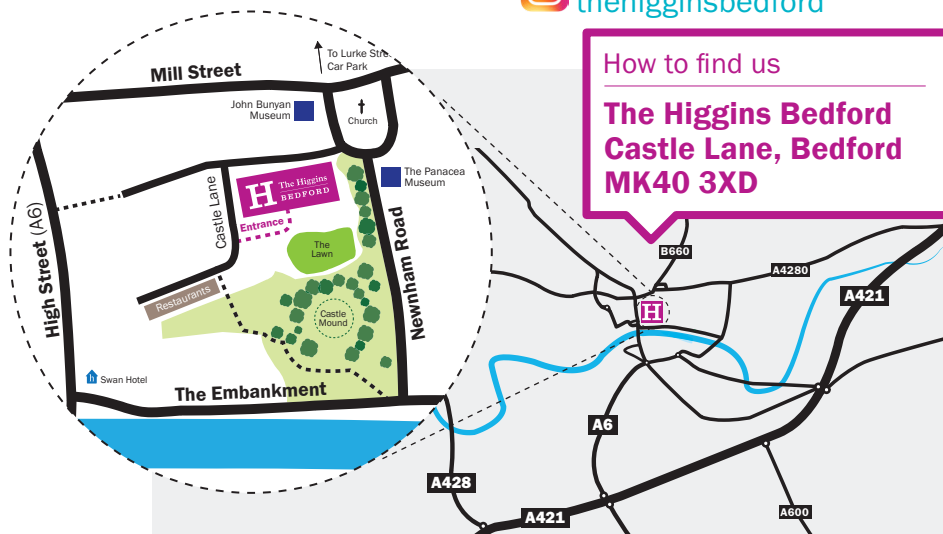 thehigginsbedford
How to find us
The Higgins Bedford
Castle Lane, Bedford
MK40 3XD
To Lurke Stre
Car Park
Mill Street
John Bunyan
Museum
Church
The Panacea
Museum
H The Higgins
BEDFORD
Entrance
Castle Lane
High Street (A6)
The
Lawn
Newnham Road
Restaurants
Castle
Mound
h
Swan Hotel
The Embankment
B660
A4280
A421
H
A6
A428
A421
A600